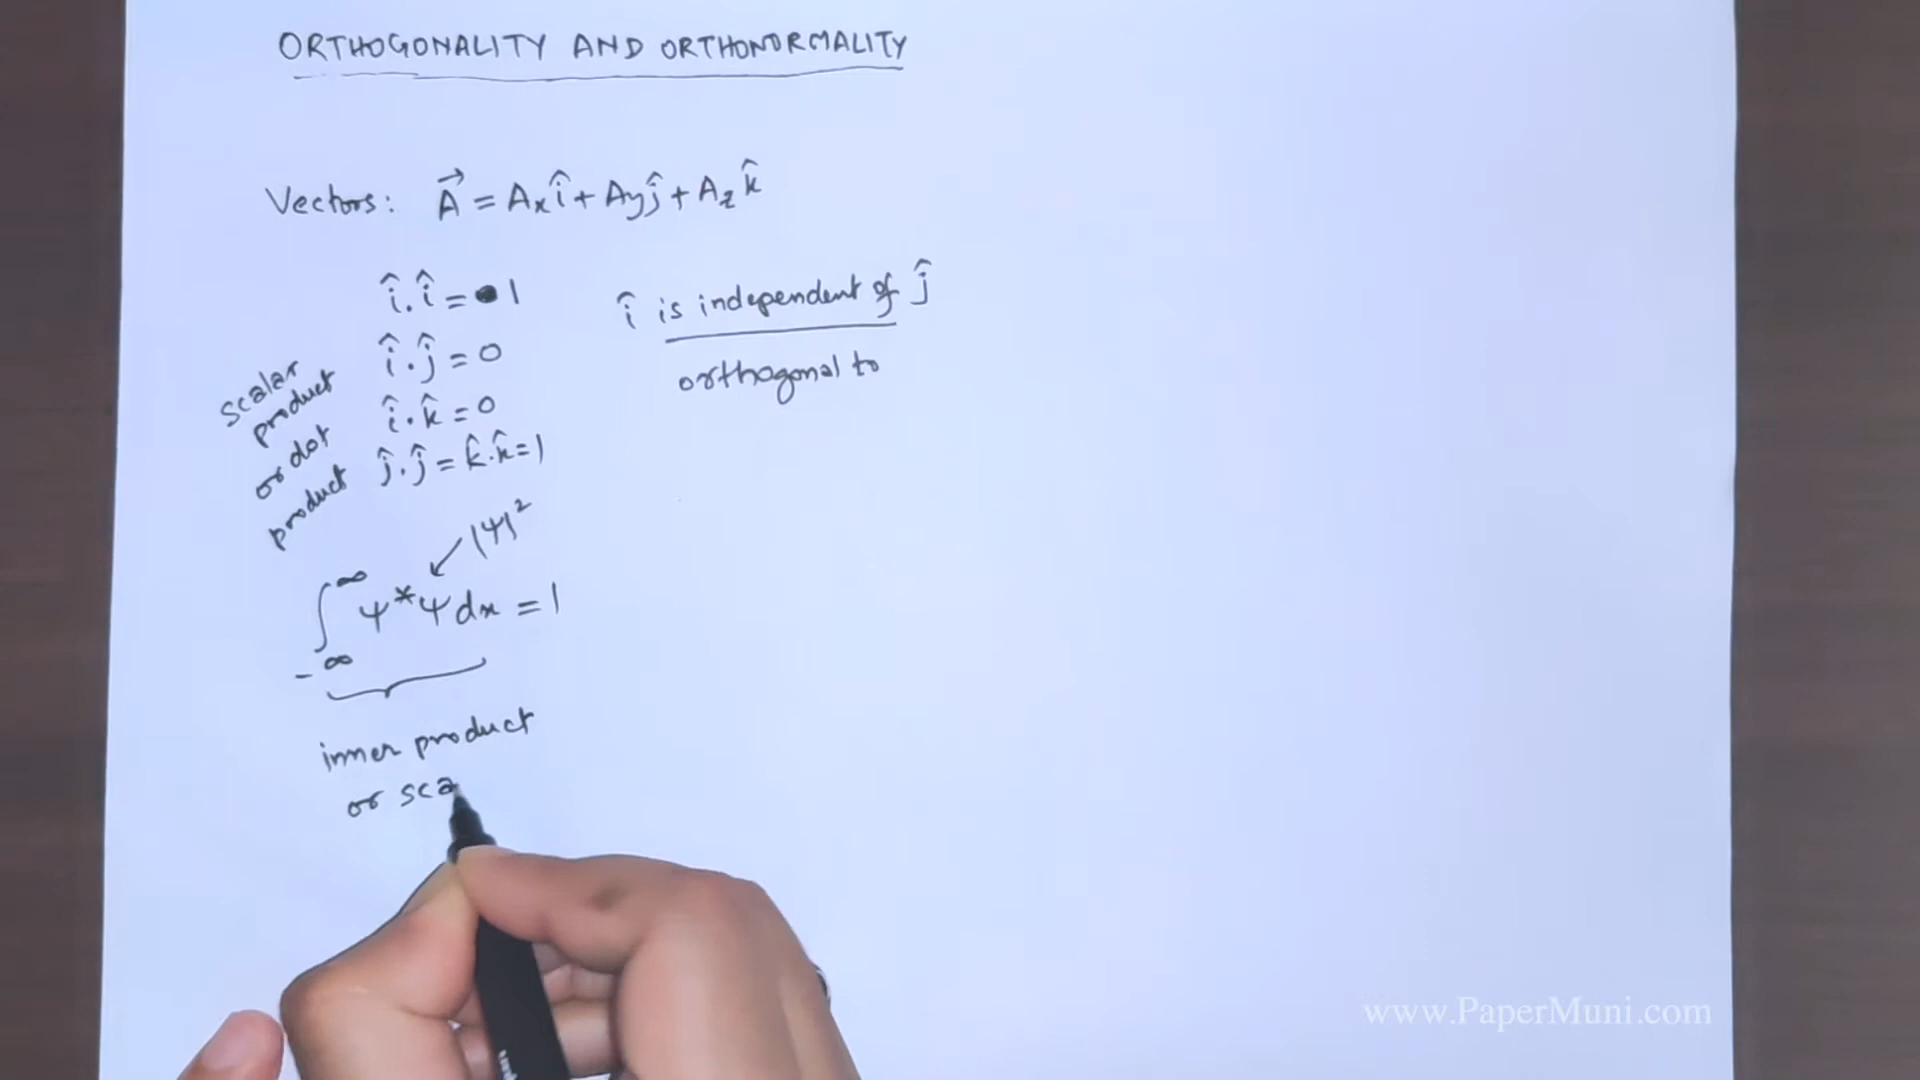 ORTHOGONALITY AND ORTHONORMALITY
Vectors: A⃗ = Aₓî + Ayĵ + A_z k̂
î.î = 1
î.ĵ = 0
î.k̂ = 0
ĵ.ĵ = k̂.k̂ = 1
scalar
product
or dot
product
î is independent of ĵ
orthogonal to
|Ψ|²
∫_{-∞}^{∞} Ψ*Ψ dx = 1
inner product
or sca
www.PaperMuni.com